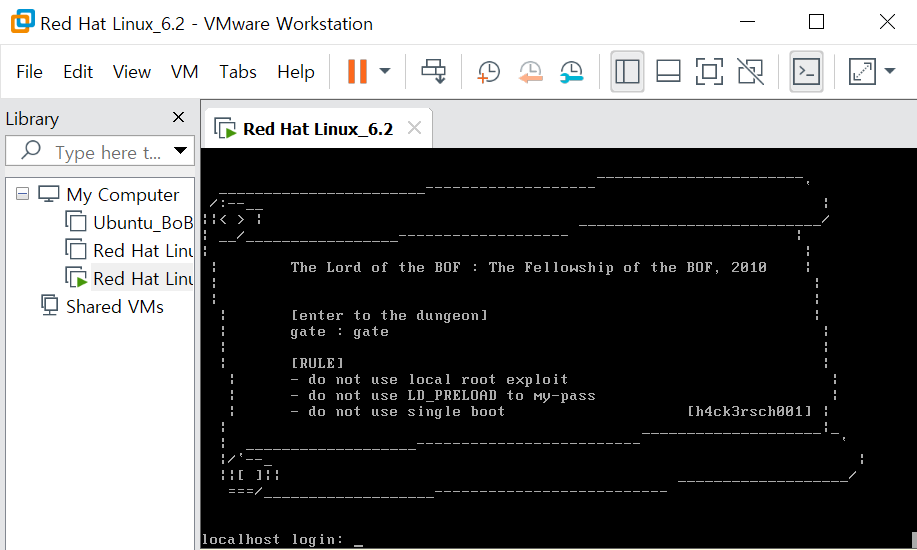 Red Hat Linux_6.2 - VMware Workstation
File Edit View VM Tabs Help
Library
Type here t...
My Computer
Ubuntu_BoB
Red Hat Linu
Red Hat Linu
Shared VMs
Red Hat Linux_6.2
The Lord of the BOF : The Fellowship of the BOF, 2010
[enter to the dungeon]
gate : gate
[RULE]
- do not use local root exploit
- do not use LD_PRELOAD to my-pass
- do not use single boot [h4ck3rsch001]
localhost login: _